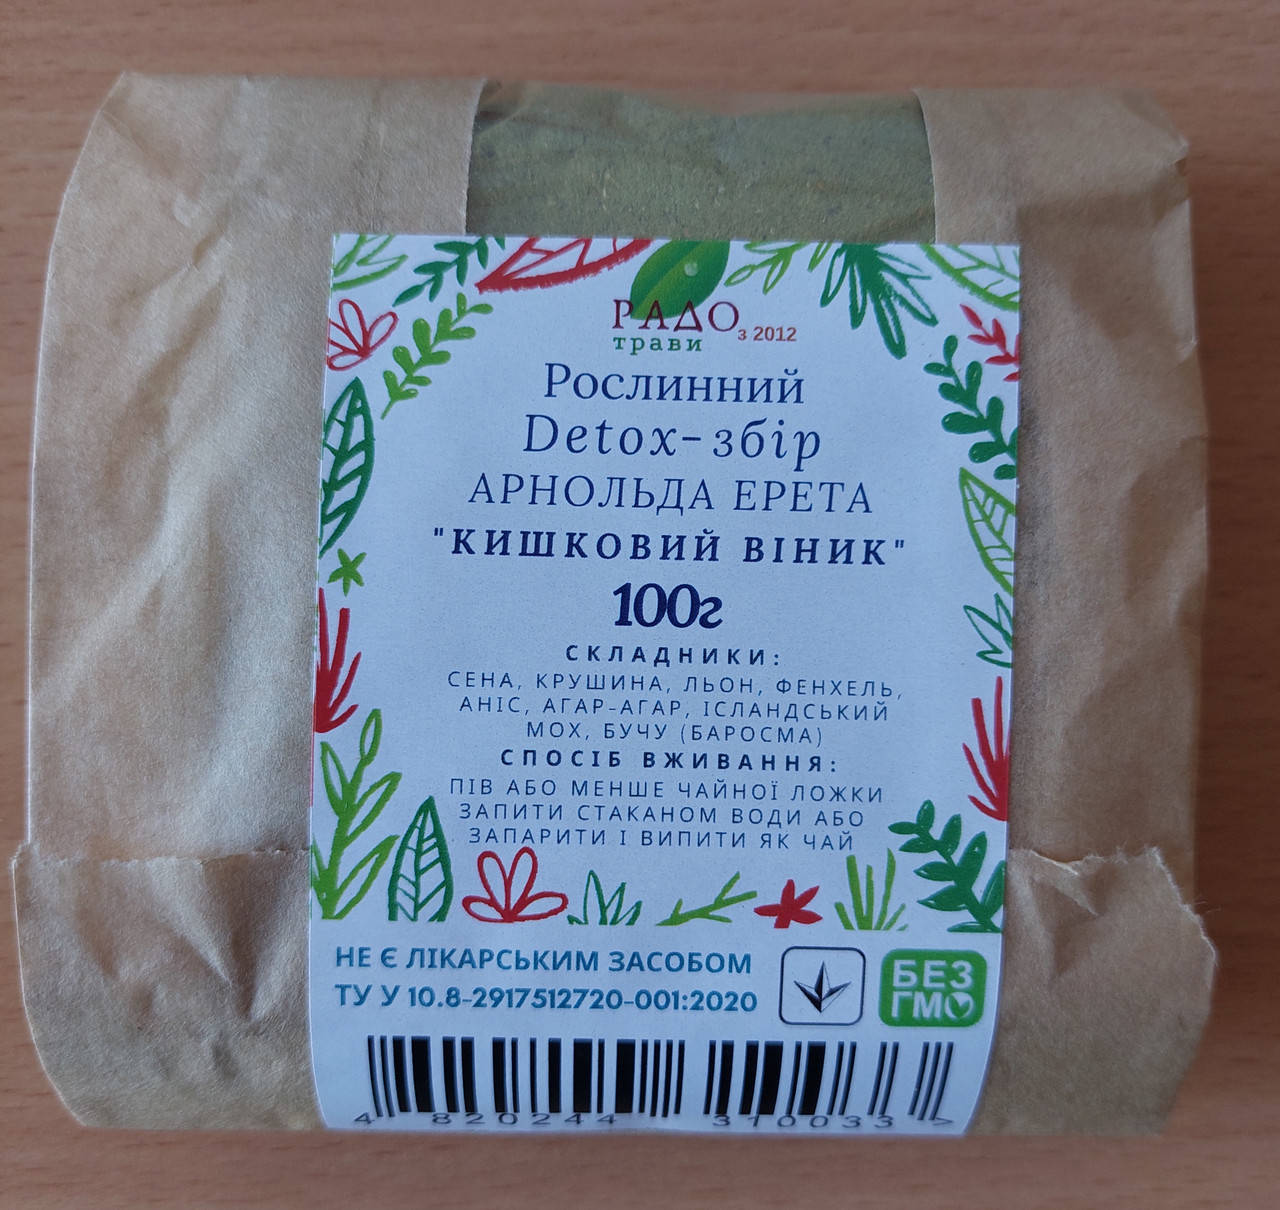 РАДО
трави з 2012
Рослинний
Detox-збір
АРНОЛЬДА ЕРЕТА
"КИШКОВИЙ ВІНИК"
100г
СКЛАДНИКИ:
СЕНА, КРУШИНА, ЛЬОН, ФЕНХЕЛЬ,
АНІС, АГАР-АГАР, ІСЛАНДСЬКИЙ
МОХ, БУЧУ (БАРОСМА)
СПОСІБ ВЖИВАННЯ:
ПІВ АБО МЕНШЕ ЧАЙНОЇ ЛОЖКИ
ЗАПИТИ СТАКАНОМ ВОДИ АБО
ЗАПАРИТИ І ВИПИТИ ЯК ЧАЙ
НЕ Є ЛІКАРСЬКИМ ЗАСОБОМ
ТУ У 10.8-2917512720-001:2020
БЕЗ
ГМО
4 820244 310033 >